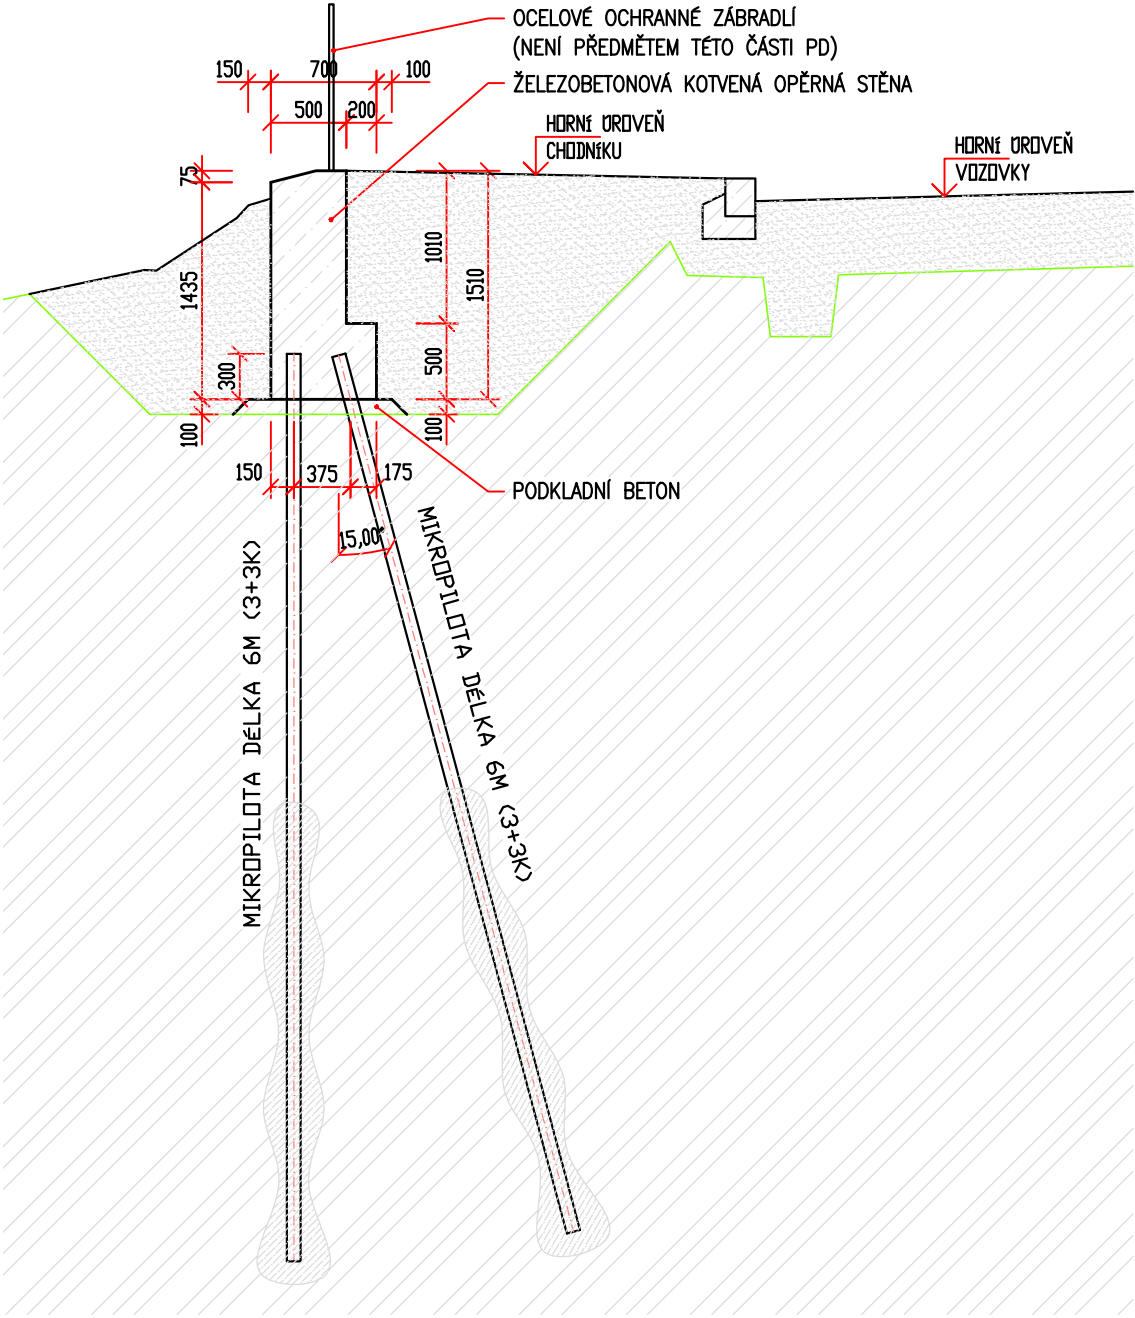 OCELOVÉ OCHRANNÉ ZÁBRADLÍ
(NENÍ PŘEDMĚTEM TÉTO ČÁSTI PD)
150 700 100
ŽELEZOBETONOVÁ KOTVENÁ OPĚRNÁ STĚNA
500 200
HORNÍ ÚROVEŇ
CHODNÍKU
HORNÍ ÚROVEŇ
VOZOVKY
75
1435
1010
1510
300
500
100
100
150 375 175
PODKLADNÍ BETON
15,00°
MIKROPILOTA DÉLKA 6M (3+3K)
MIKROPILOTA DÉLKA 6M (3+3K)